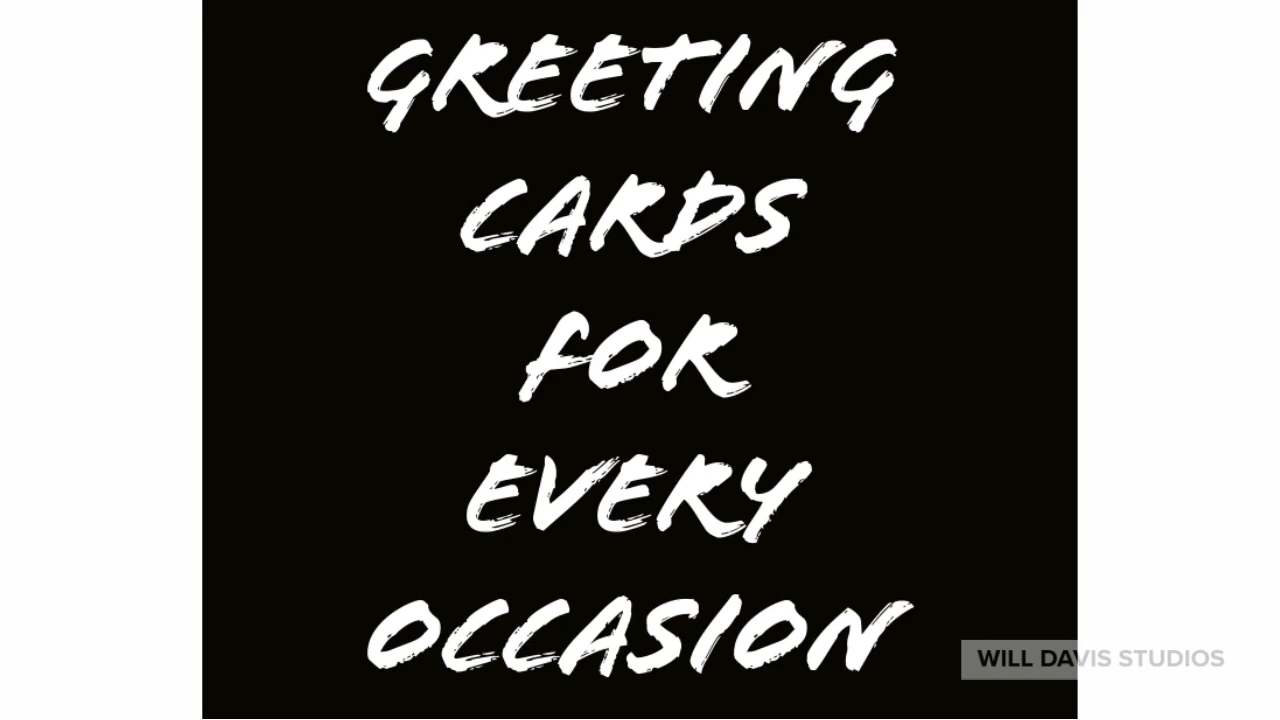 GREETING
CARDS
FOR
EVERY
OCCASION
WILL DAVIS STUDIOS